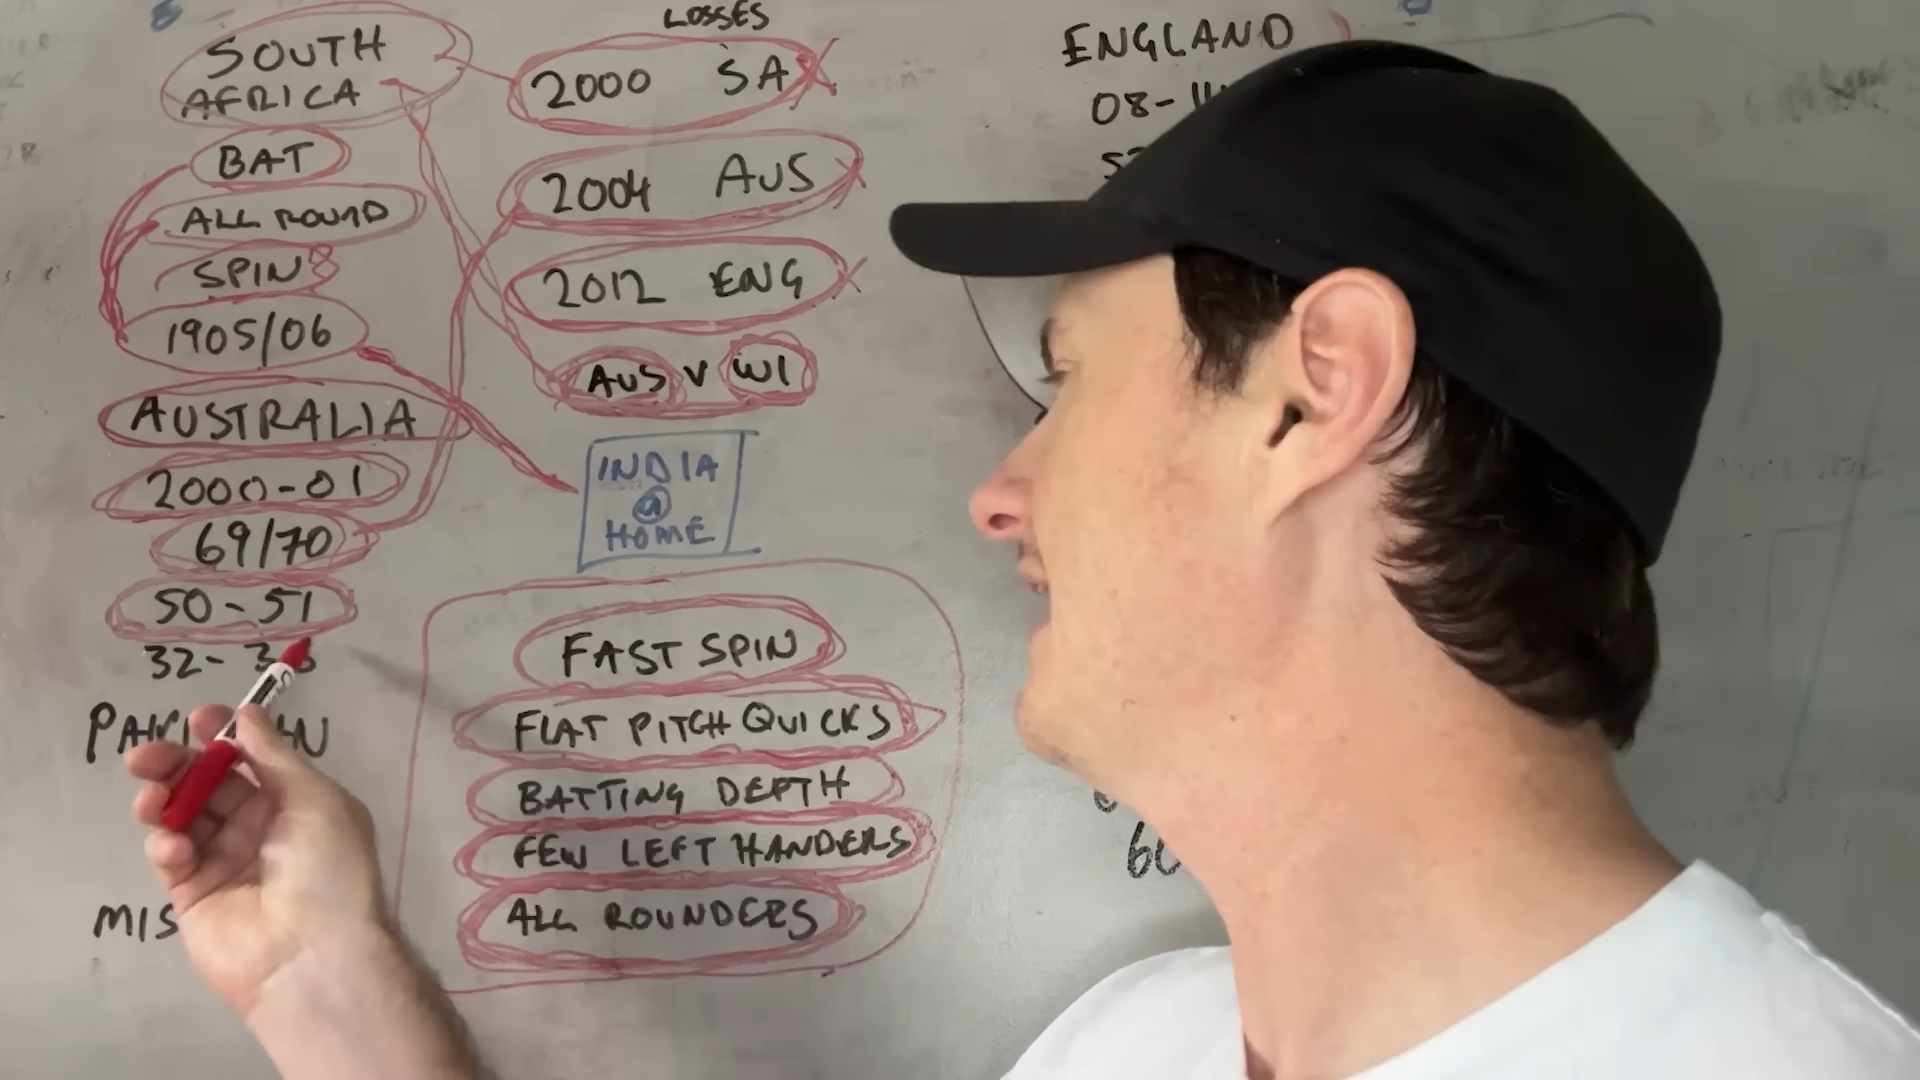 SOUTH
AFRICA
BAT
ALL ROUND
SPIN
1905/06
AUSTRALIA
2000-01
69/70
50-51
32-
LOSSES
2000 SA
2004 AUS
2012 ENG
AUS V WI
INDIA
@
HOME
FAST SPIN
FLAT PITCH QUICKS
BATTING DEPTH
FEW LEFT HANDERS
ALL ROUNDERS
ENGLAND
08-